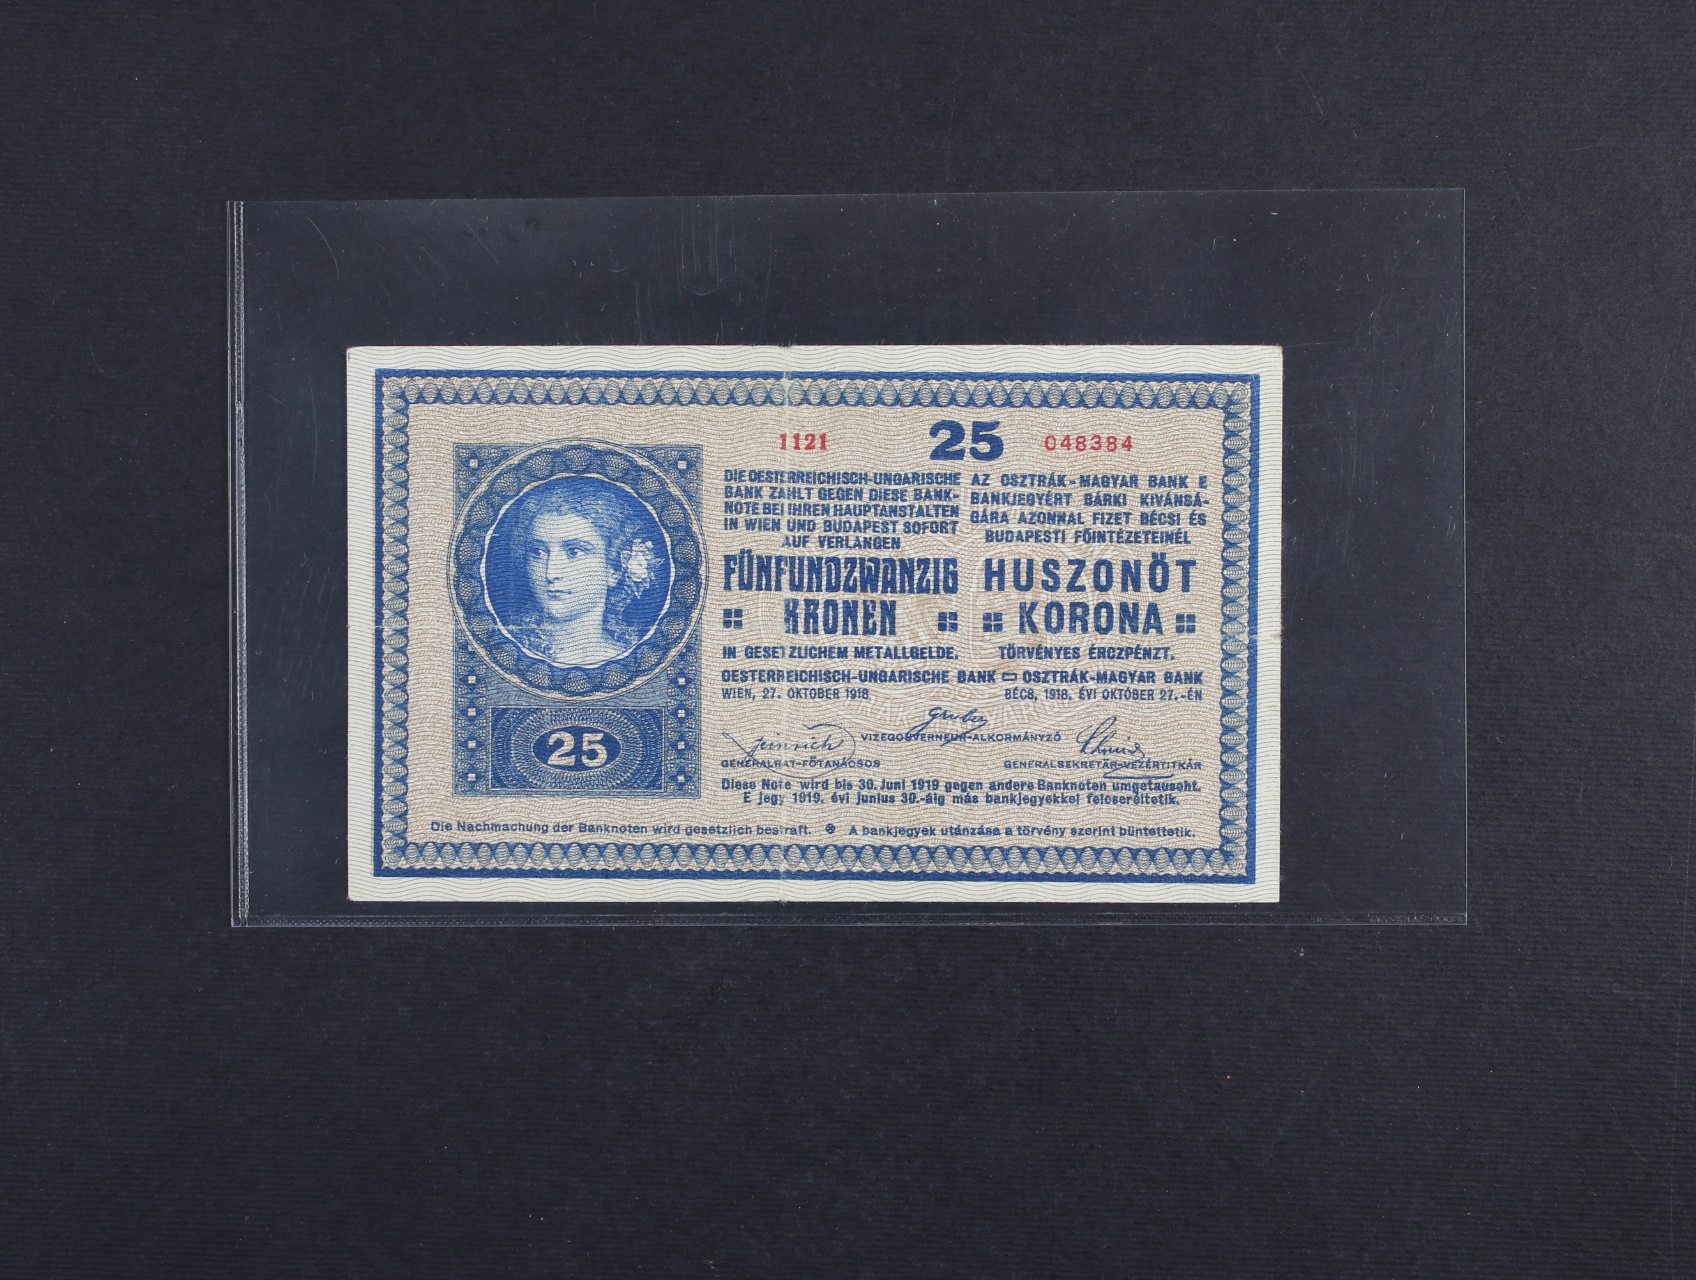 1121 25 048384
DIE OESTERREICHISCH-UNGARISCHE
BANK ZAHLT GEGEN DIESE BANK-
NOTE BEI IHREN HAUPTANSTALTEN
IN WIEN UND BUDAPEST SOFORT
AUF VERLANGEN
FÜNFUNDZWANZIG
KRONEN
IN GESETZLICHEM METALLGELDE.
AZ OSZTRÁK-MAGYAR BANK E
BANKJEGYÉRT BÁRKI KIVÁNSÁ-
GÁRA AZONNAL FIZET BÉCSI ÉS
BUDAPESTI FŐINTÉZETEINÉL
HUSZONÖT
KORONA
TÖRVÉNYES ÉRCZPÉNZT.
OESTERREICHISCH-UNGARISCHE BANK OSZTRÁK-MAGYAR BANK
WIEN, 27. OKTOBER 1918 BÉCS, 1918. ÉVI OKTÓBER 27.-ÉN
25
Gruber
VIZEGOUVERNEUR-ALKORMÁNYZÓ
GENERALRAT-FŐTANÁCSOS
GENERALSEKRETÄR-VEZÉRTITKÁR
Diese Note wird bis 30. Juni 1919 gegen andere Banknoten umgetauscht.
E jegy 1919. évi junius 30.-áig más bankjegyekkel felcseréltetik.
Die Nachmachung der Banknoten wird gesetzlich bestraft. A bankjegyek utánzása a törvény szerint büntettetik.